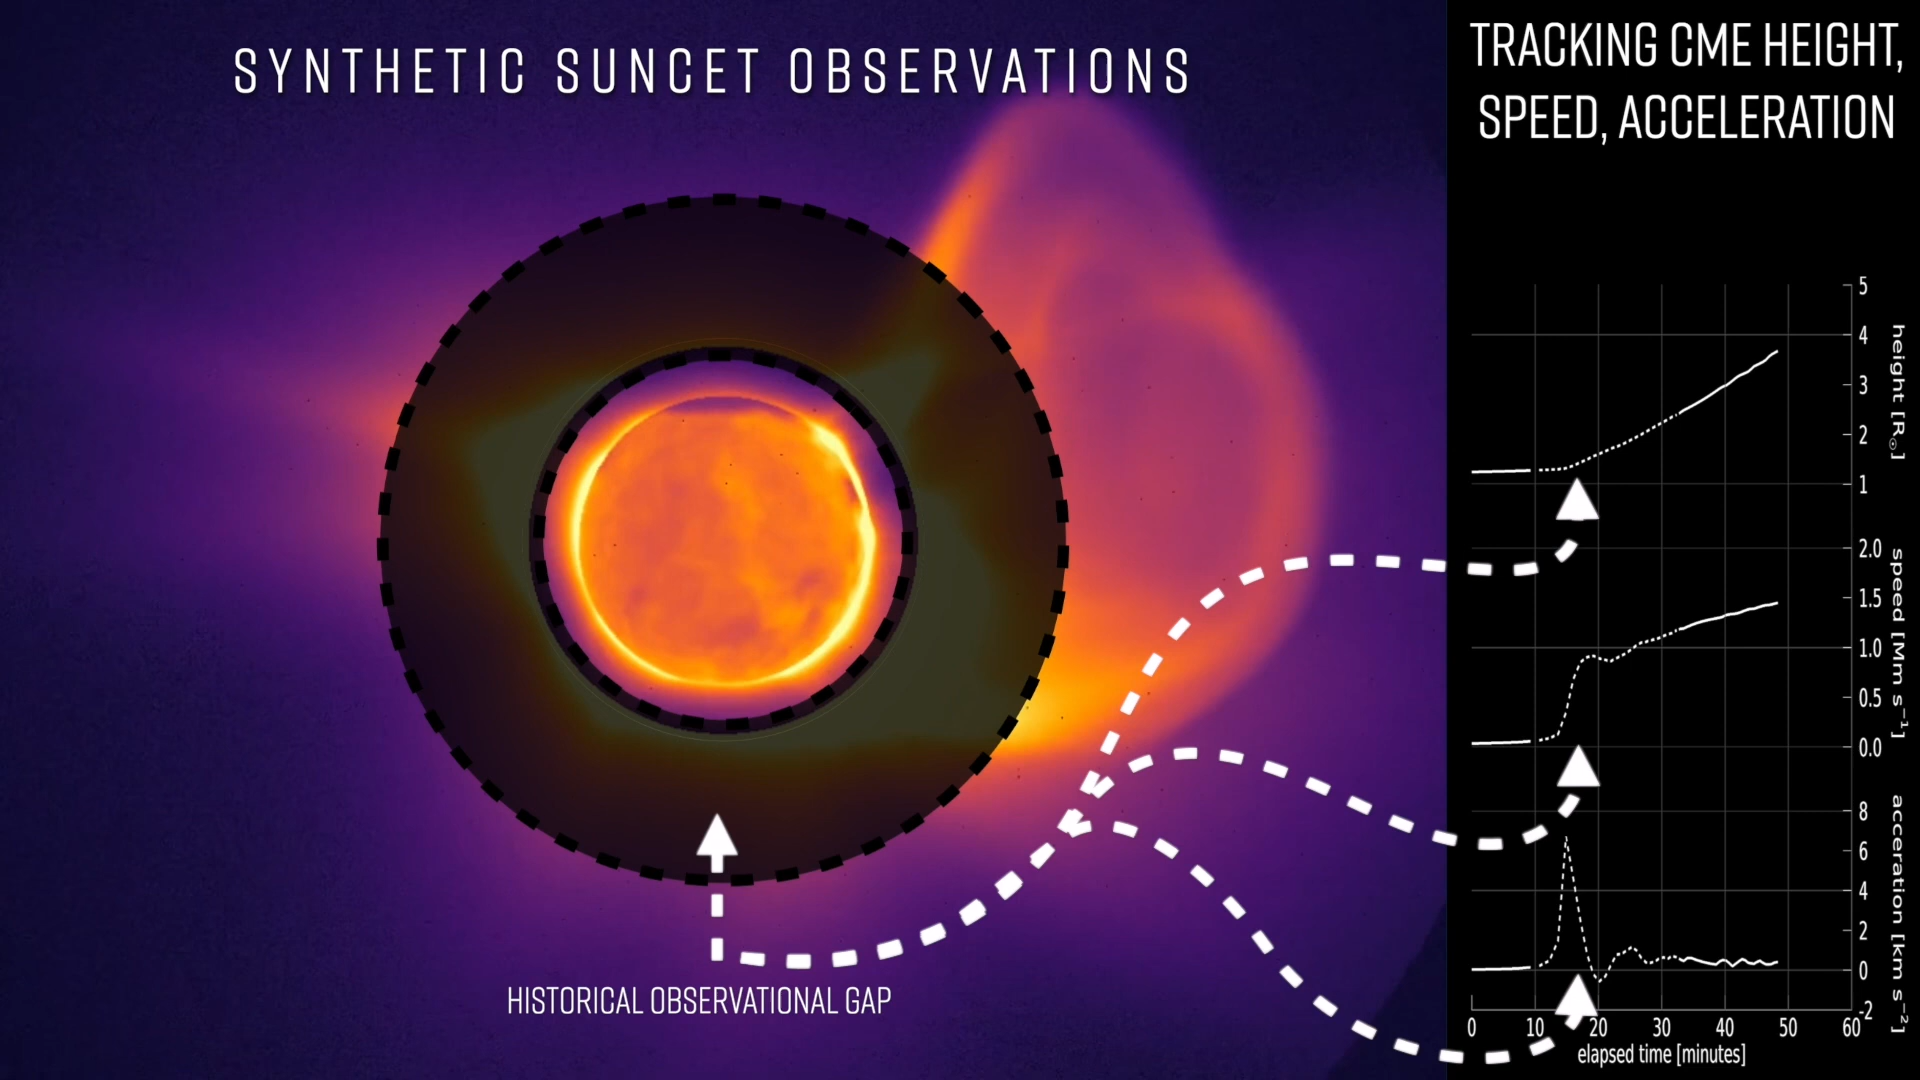 SYNTHETIC SUNCET OBSERVATIONS
TRACKING CME HEIGHT,
SPEED, ACCELERATION
5
4
3
2
1
height [R☉]
2.0
1.5
1.0
0.5
0.0
speed [Mm s⁻¹]
8
6
4
2
0
-2
acceration [km s⁻²]
0 10 20 30 40 50 60
elapsed time [minutes]
HISTORICAL OBSERVATIONAL GAP